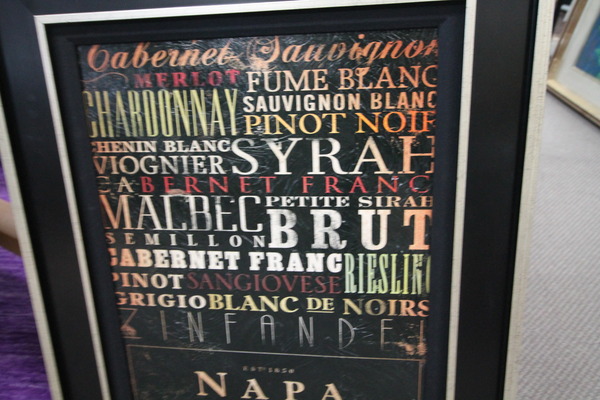 Cabernet Sauvignon
MERLOT FUME BLANC
CHARDONNAY SAUVIGNON BLANC
PINOT NOIR
CHENIN BLANC SYRAH
VIOGNIER
CABERNET FRANC
MALBEC PETITE SIRAH
BRUT
SEMILLON
CABERNET FRANC RIESLING
PINOT SANGIOVESE
GRIGIO BLANC DE NOIRS
ZINFANDEL
NAPA